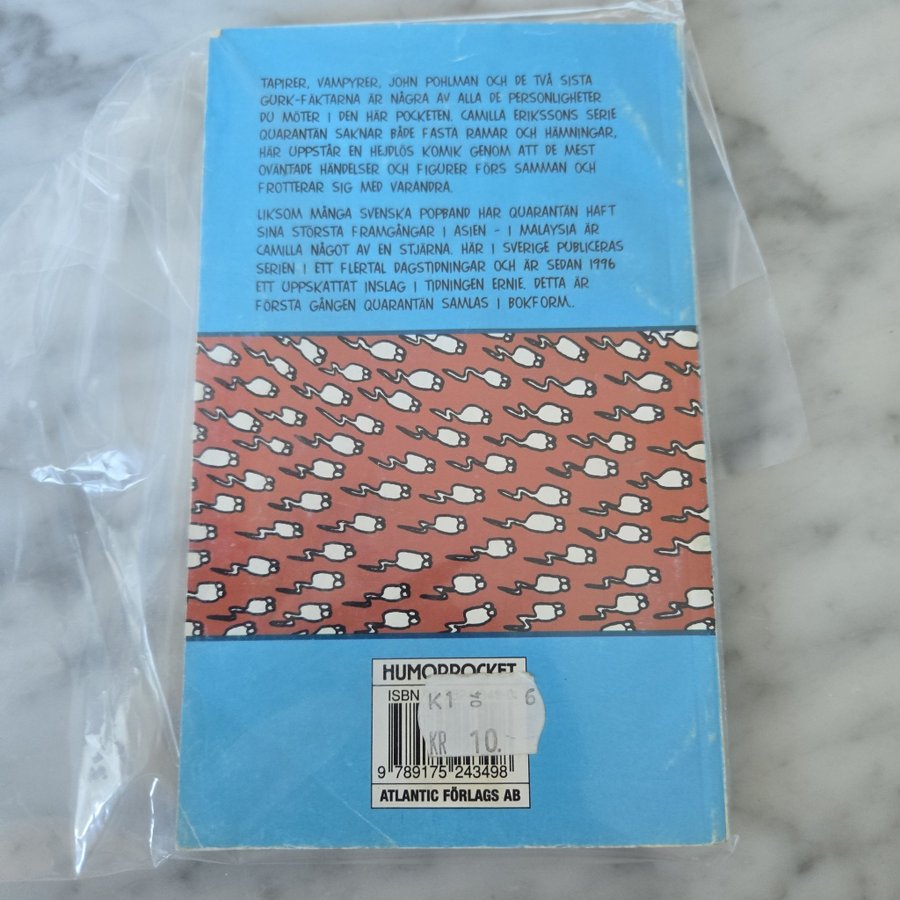 TAPIRER, VAMPYRER, JOHN POHLMAN OCH DE TVÅ SISTA
GURK-FÄKTARNA ÄR NÅGRA AV ALLA DE PERSONLIGHETER
DU MÖTER I DEN HÄR POCKETEN. CAMILLA ERIKSSONS SERIE
QUARANTÄN SAKNAR BÅDE FASTA RAMAR OCH HÄMNINGAR,
HÄR UPPSTÅR EN HEJDLÖS KOMIK GENOM ATT DE MEST
OVÄNTADE HÄNDELSER OCH FIGURER FÖRS SAMMAN OCH
FROTTERAR SIG MED VARANDRA.
LIKSOM MÅNGA SVENSKA POPBAND HAR QUARANTÄN HAFT
SINA STÖRSTA FRAMGÅNGAR I ASIEN - I MALAYSIA ÄR
CAMILLA NÅGOT AV EN STJÄRNA. HÄR I SVERIGE PUBLICERAS
SERIEN I ETT FLERTAL DAGSTIDNINGAR OCH ÄR SEDAN 1996
ETT UPPSKATTAT INSLAG I TIDNINGEN ERNIE. DETTA ÄR
FÖRSTA GÅNGEN QUARANTÄN SAMLAS I BOKFORM.
HUMORPOCKET
ISBN
K1 04 6
KR 10.-
9 789175 243498
ATLANTIC FÖRLAGS AB